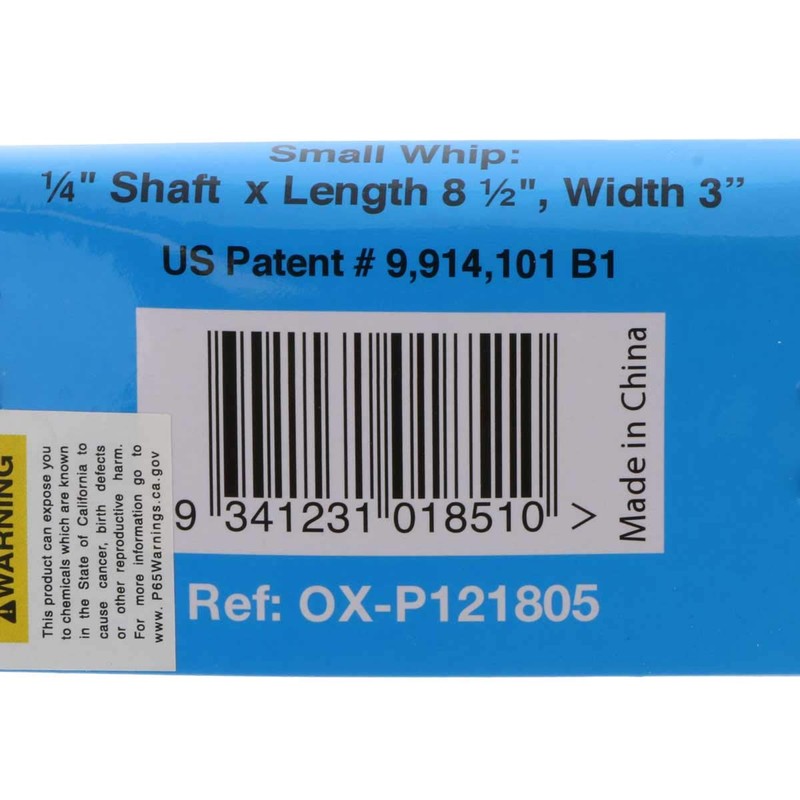 Small Whip:
¼" Shaft x Length 8 ½", Width 3”
US Patent # 9,914,101 B1
9 341231 018510 >
Made in China
Ref: OX-P121805
WARNING
This product can expose you
to chemicals which are known
in the State of California to
cause cancer, birth defects
or other reproductive harm.
For more information go to
www. P65Warnings.ca.gov